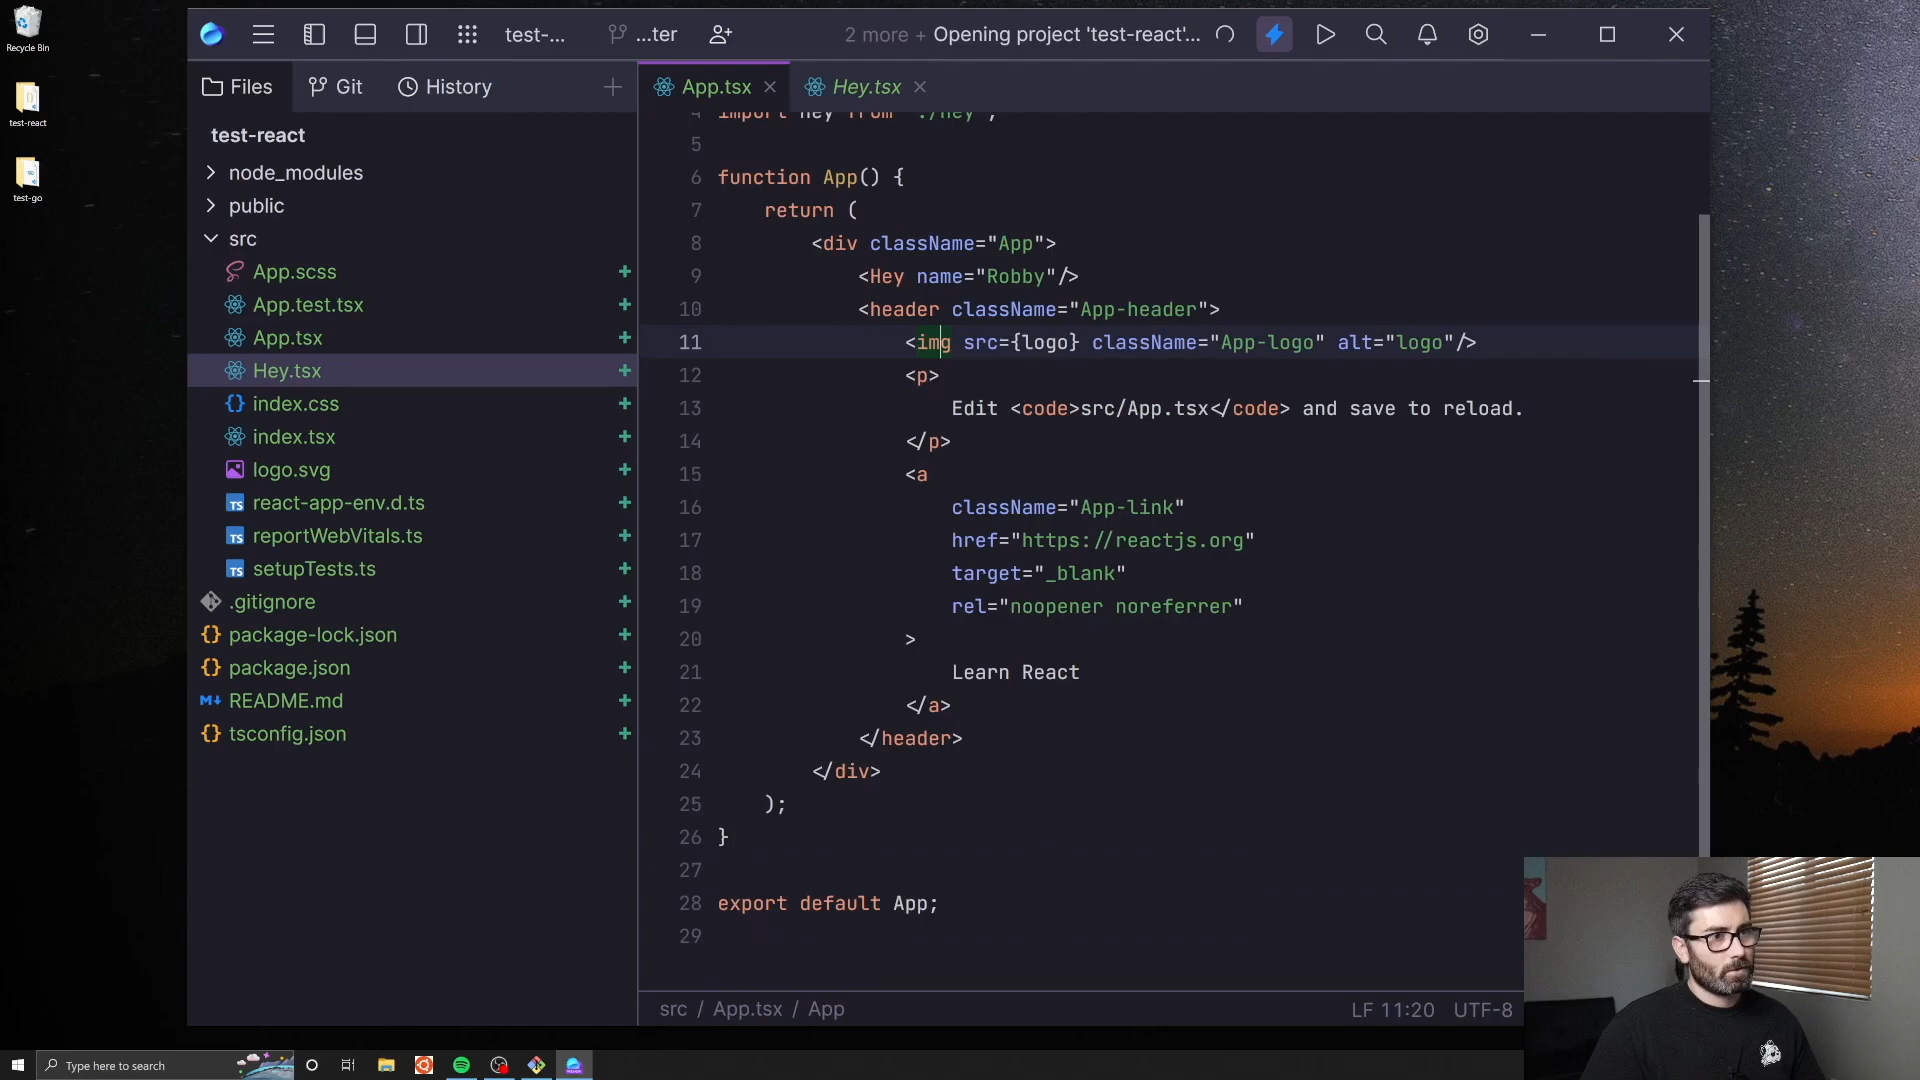 Recycle Bin
test-react
test-go
test-...
...ter
2 more + Opening project 'test-react'...
Files
Git
History
App.tsx
Hey.tsx
test-react
node_modules
public
src
App.scss
App.test.tsx
App.tsx
Hey.tsx
index.css
index.tsx
logo.svg
react-app-env.d.ts
reportWebVitals.ts
setupTests.ts
.gitignore
package-lock.json
package.json
README.md
tsconfig.json
4 import Hey from "./Hey";
5
6 function App() {
7 return (
8 <div className="App">
9 <Hey name="Robby"/>
10 <header className="App-header">
11 <img src={logo} className="App-logo" alt="logo"/>
12 <p>
13 Edit <code>src/App.tsx</code> and save to reload.
14 </p>
15 <a
16 className="App-link"
17 href="https://reactjs.org"
18 target="_blank"
19 rel="noopener noreferrer"
20 >
21 Learn React
22 </a>
23 </header>
24 </div>
25 );
26 }
27
28 export default App;
29
src / App.tsx / App
LF 11:20 UTF-8
Type here to search